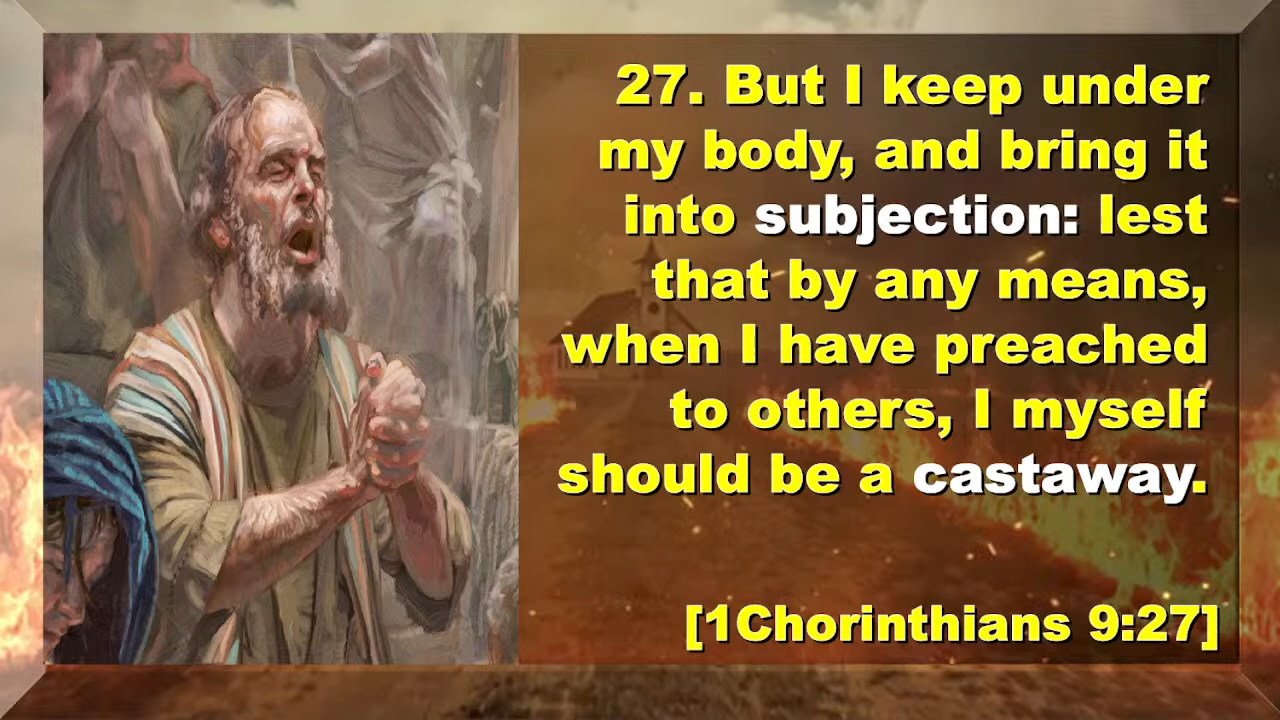 27. But I keep under
my body, and bring it
into subjection: lest
that by any means,
when I have preached
to others, I myself
should be a castaway.
[1Chorinthians 9:27]